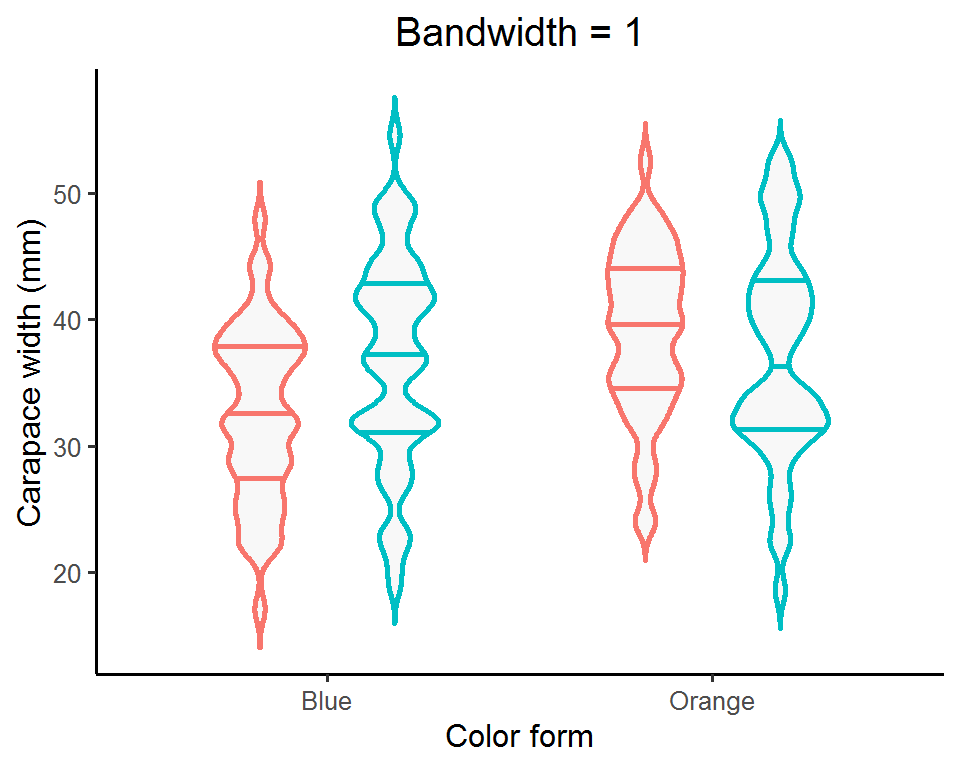 Bandwidth = 1
Carapace width (mm)
50
40
30
20
Blue
Orange
Color form